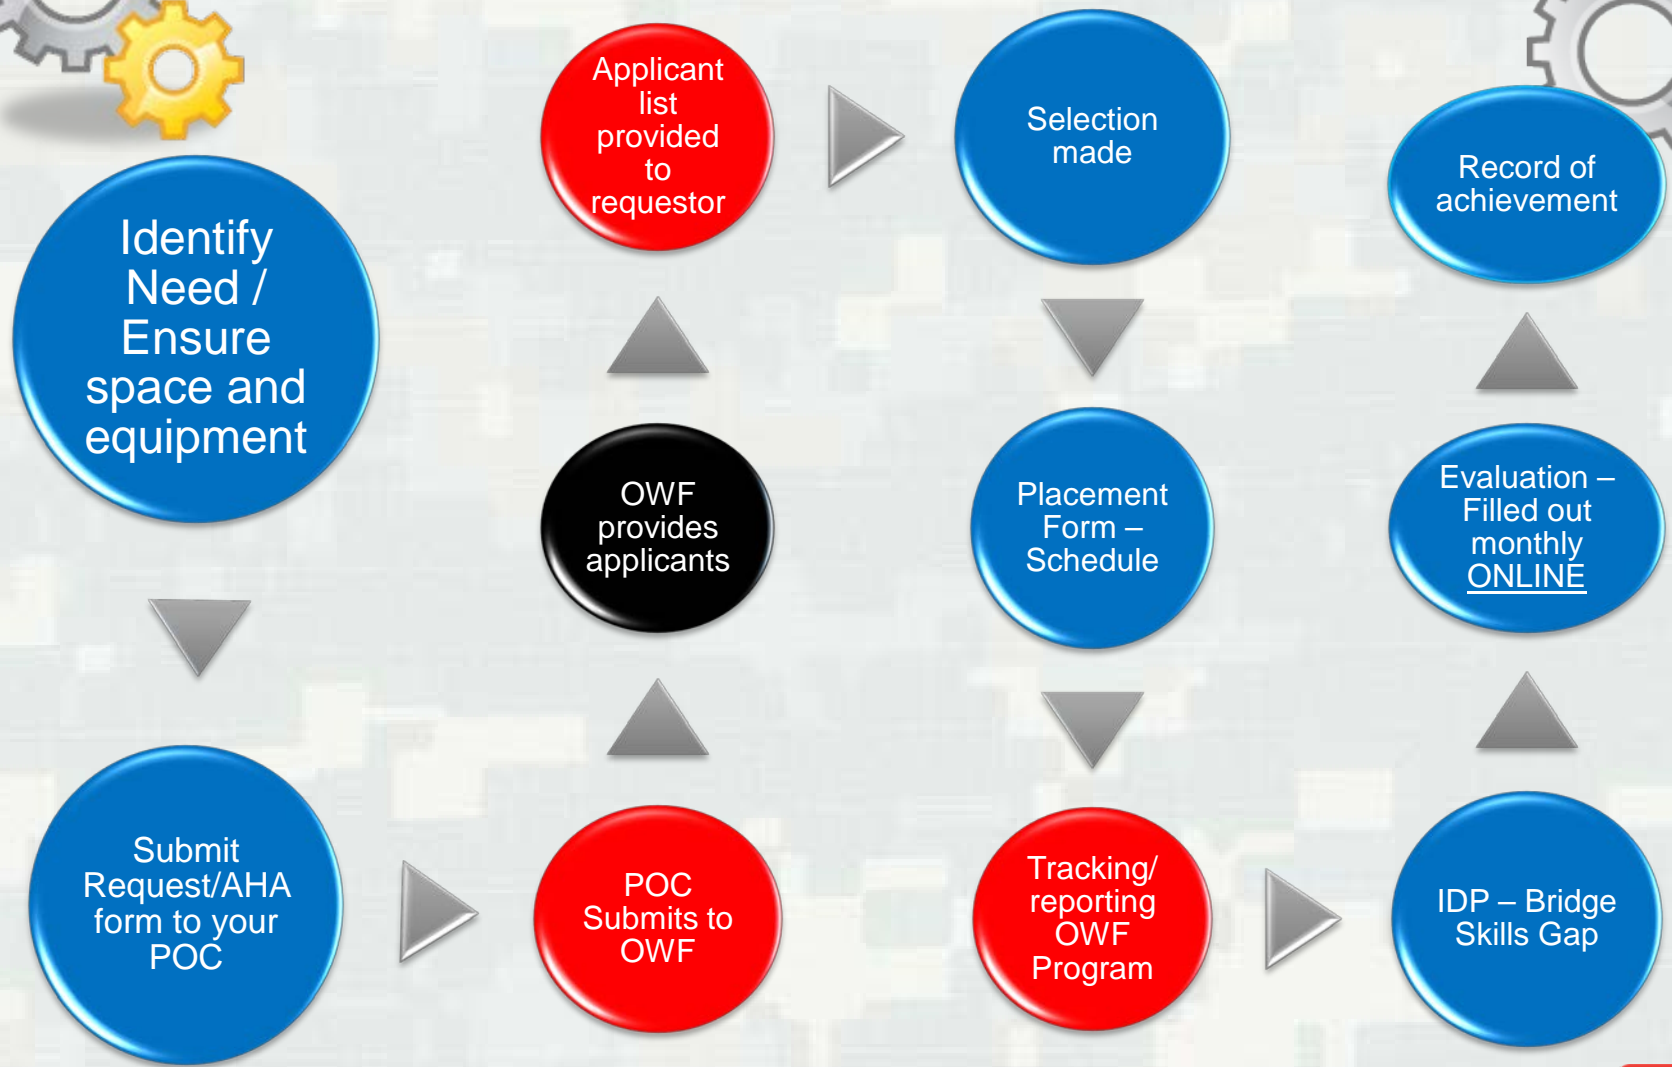 Identify
Need /
Ensure
space and
equipment
Submit
Request/AHA
form to your
POC
POC
Submits to
OWF
OWF
provides
applicants
Applicant
list
provided
to
requestor
Selection
made
Placement
Form –
Schedule
Tracking/
reporting
OWF
Program
IDP – Bridge
Skills Gap
Evaluation –
Filled out
monthly
ONLINE
Record of
achievement